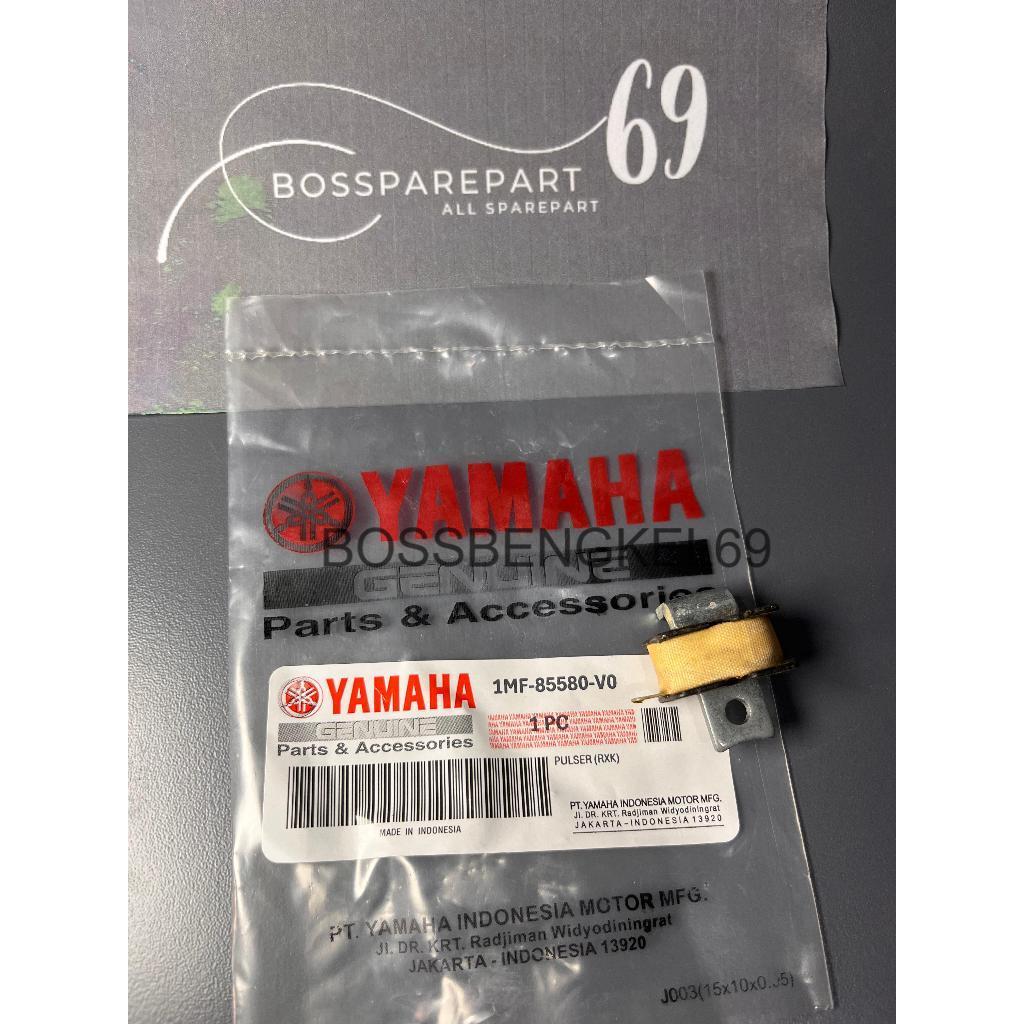 69
BOSSPAREPART
ALL SPAREPART
YAMAHA
BOSSBENGKEL69
GENUINE
Parts & Accessories
YAMAHA 1MF-85580-V0
GENUINE
1 PC
Parts & Accessories
PULSER (RXK)
MADE IN INDONESIA
PT.YAMAHA INDONESIA MOTOR MFG.
Jl. DR. KRT. Radjiman Widyodiningrat
JAKARTA-INDONESIA 13920
PT. YAMAHA INDONESIA MOTOR MFG.
Jl. DR. KRT. Radjiman Widyodiningrat
JAKARTA - INDONESIA 13920